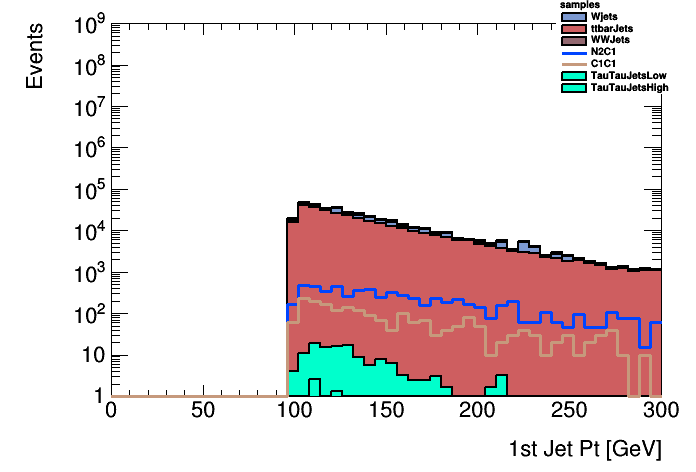 samples
Wjets
ttbarJets
WWJets
N2C1
C1C1
TauTauJetsLow
TauTauJetsHigh
Events
10⁹
10⁸
10⁷
10⁶
10⁵
10⁴
10³
10²
10
1
0 50 100 150 200 250 300
1st Jet Pt [GeV]